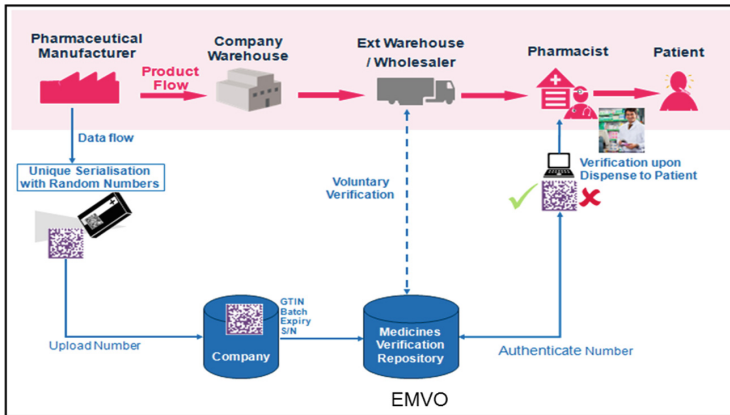 Pharmaceutical
Manufacturer
Company
Warehouse
Ext Warehouse
/ Wholesaler
Pharmacist
Patient
Product
Flow
Data flow
Unique Serialisation
with Random Numbers
Voluntary
Verification
Verification upon
Dispense to Patient
Upload Number
GTIN
Batch
Expiry
S/N
Company
Medicines
Verification
Repository
Authenticate Number
EMVO